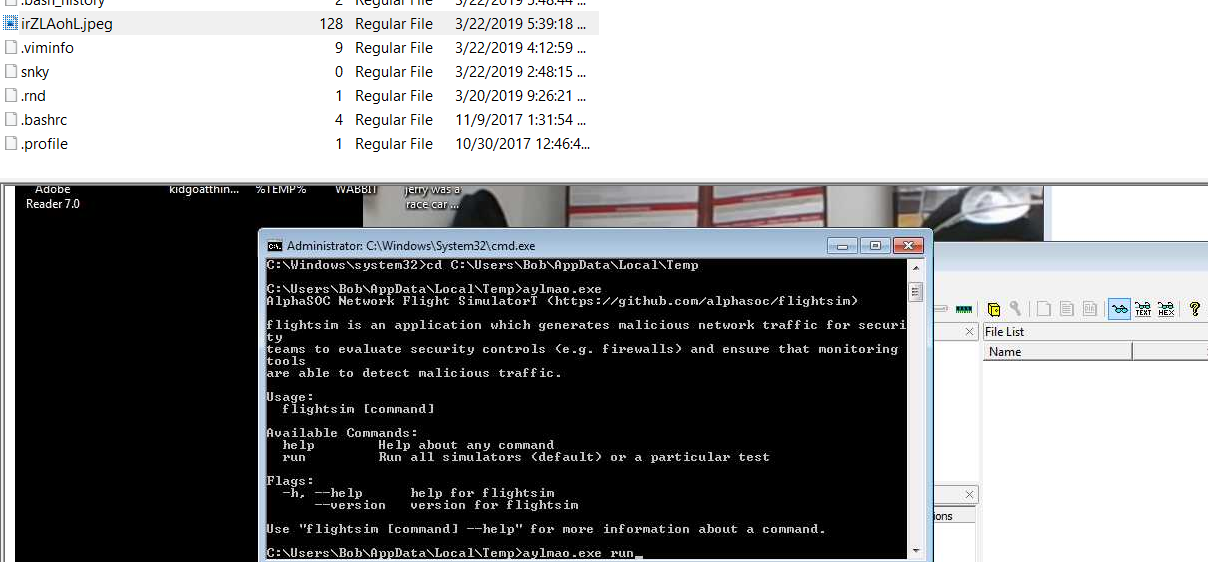 .bash_history 2 Regular File 3/22/2019 5:48:44 ...
irZLAohL.jpeg 128 Regular File 3/22/2019 5:39:18 ...
.viminfo 9 Regular File 3/22/2019 4:12:59 ...
snky 0 Regular File 3/22/2019 2:48:15 ...
.rnd 1 Regular File 3/20/2019 9:26:21 ...
.bashrc 4 Regular File 11/9/2017 1:31:54 ...
.profile 1 Regular File 10/30/2017 12:46:4...
Adobe kidgoatthin... %TEMP% WABBIT jerry was a
Reader 7.0 race car ...
Administrator: C:\Windows\System32\cmd.exe
C:\Windows\system32>cd C:\Users\Bob\AppData\Local\Temp
C:\Users\Bob\AppData\Local\Temp>aylmao.exe
AlphaSOC Network Flight SimulatorT (https://github.com/alphasoc/flightsim)
flightsim is an application which generates malicious network traffic for securi
ty
teams to evaluate security controls (e.g. firewalls) and ensure that monitoring
tools
are able to detect malicious traffic.
Usage:
flightsim [command]
Available Commands:
help Help about any command
run Run all simulators (default) or a particular test
Flags:
-h, --help help for flightsim
--version version for flightsim
Use "flightsim [command] --help" for more information about a command.
C:\Users\Bob\AppData\Local\Temp>aylmao.exe run_
TEXT HEX
File List
Name
ions